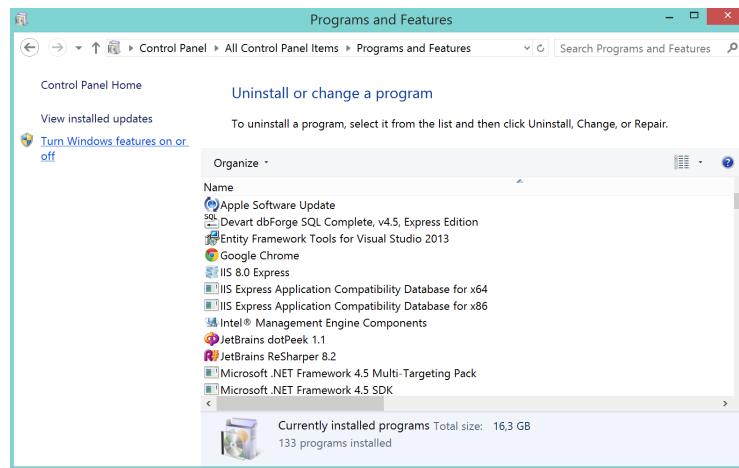 Programs and Features
Control Panel ▸ All Control Panel Items ▸ Programs and Features
Search Programs and Features
Control Panel Home
View installed updates
Turn Windows features on or
off
Uninstall or change a program
To uninstall a program, select it from the list and then click Uninstall, Change, or Repair.
Organize
Name
Apple Software Update
Devart dbForge SQL Complete, v4.5, Express Edition
Entity Framework Tools for Visual Studio 2013
Google Chrome
IIS 8.0 Express
IIS Express Application Compatibility Database for x64
IIS Express Application Compatibility Database for x86
Intel® Management Engine Components
JetBrains dotPeek 1.1
JetBrains ReSharper 8.2
Microsoft .NET Framework 4.5 Multi-Targeting Pack
Microsoft .NET Framework 4.5 SDK
Currently installed programs Total size: 16,3 GB
133 programs installed